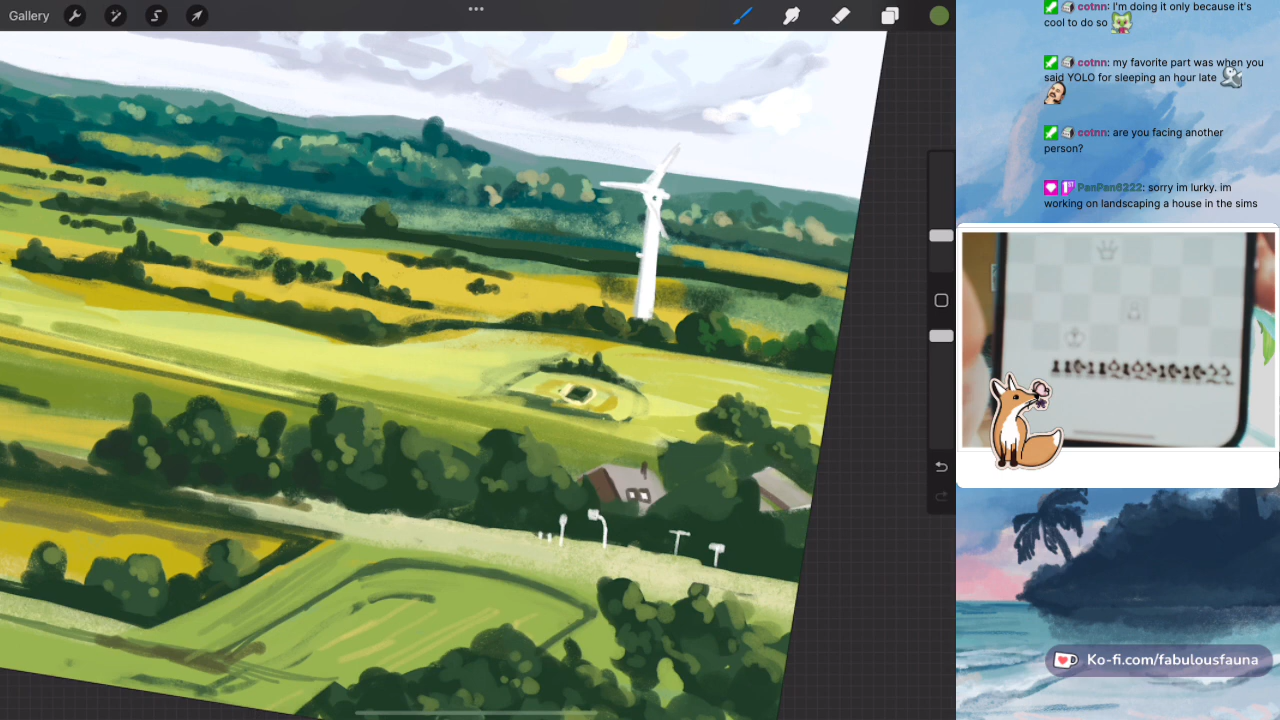 Gallery
cotnn: I'm doing it only because it's
cool to do so
cotnn: my favorite part was when you
said YOLO for sleeping an hour late
cotnn: are you facing another
person?
1ST PanPan6222: sorry im lurky. im
working on landscaping a house in the sims
Ko-fi.com/fabulousfauna